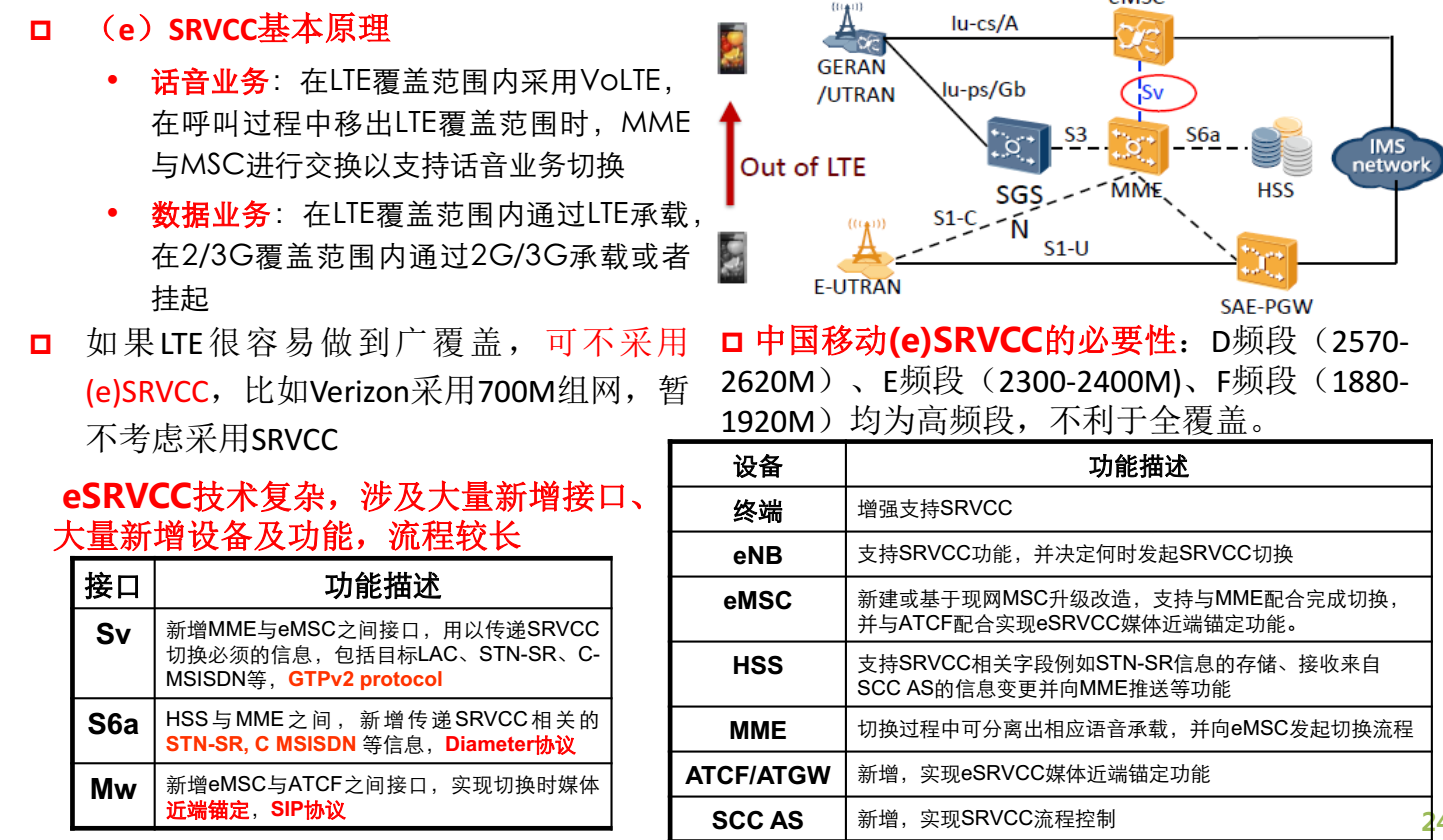 （e）SRVCC基本原理
• 话音业务：在LTE覆盖范围内采用VoLTE，
在呼叫过程中移出LTE覆盖范围时，MME
与MSC进行交换以支持话音业务切换
• 数据业务：在LTE覆盖范围内通过LTE承载，
在2/3G覆盖范围内通过2G/3G承载或者
挂起
如果LTE很容易做到广覆盖，可不采用
(e)SRVCC，比如Verizon采用700M组网，暂
不考虑采用SRVCC
eSRVCC技术复杂，涉及大量新增接口、
大量新增设备及功能，流程较长
接口 功能描述
Sv 新增MME与eMSC之间接口，用以传递SRVCC
切换必须的信息，包括目标LAC、STN-SR、C-
MSISDN等，GTPv2 protocol
S6a HSS与MME之间，新增传递SRVCC相关的
STN-SR, C MSISDN 等信息，Diameter协议
Mw 新增eMSC与ATCF之间接口，实现切换时媒体
近端锚定，SIP协议
eMSC
Iu-cs/A
GERAN
/UTRAN
Iu-ps/Gb
Sv
S3
S6a
IMS
network
Out of LTE
SGS
N
MME
HSS
S1-C
S1-U
E-UTRAN
SAE-PGW
中国移动(e)SRVCC的必要性：D频段（2570-
2620M）、E频段（2300-2400M)、F频段（1880-
1920M）均为高频段，不利于全覆盖。
设备 功能描述
终端 增强支持SRVCC
eNB 支持SRVCC功能，并决定何时发起SRVCC切换
eMSC 新建或基于现网MSC升级改造，支持与MME配合完成切换，
并与ATCF配合实现eSRVCC媒体近端锚定功能。
HSS 支持SRVCC相关字段例如STN-SR信息的存储、接收来自
SCC AS的信息变更并向MME推送等功能
MME 切换过程中可分离出相应语音承载，并向eMSC发起切换流程
ATCF/ATGW 新增，实现eSRVCC媒体近端锚定功能
SCC AS 新增，实现SRVCC流程控制
24